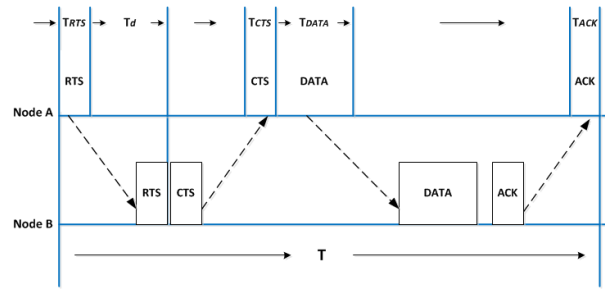 TRTS Td TCTS TDATA TACK
RTS CTS DATA ACK
Node A
RTS CTS DATA ACK
Node B
T